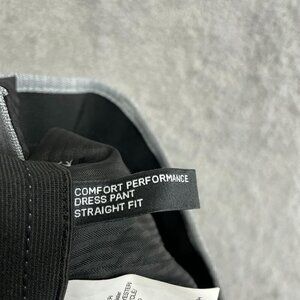 COMFORT PERFORMANCE
DRESS PANT
STRAIGHT FIT